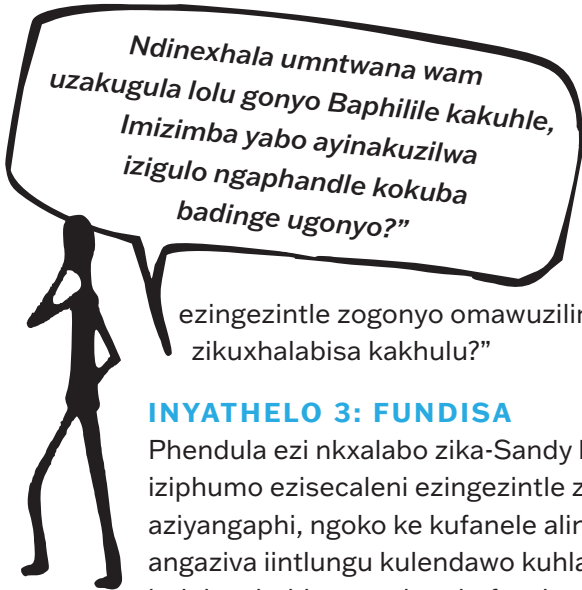 Ndinexhala umntwana wam
uzakugula lolu gonyo Baphilile kakuhle,
Imizimba yabo ayinakuzilwa
izigulo ngaphandle kokuba
badinge ugonyo?”
ezingezintle zogonyo omawuzilin
zikuxhalabisa kakhulu?”
INYATHELO 3: FUNDISA
Phendula ezi nkxalabo zika-Sandy
iziphumo ezisecaleni ezingezintle
aziyangaphi, ngoko ke kufanele alin
angaziva iintlungu kulendawo kuhla